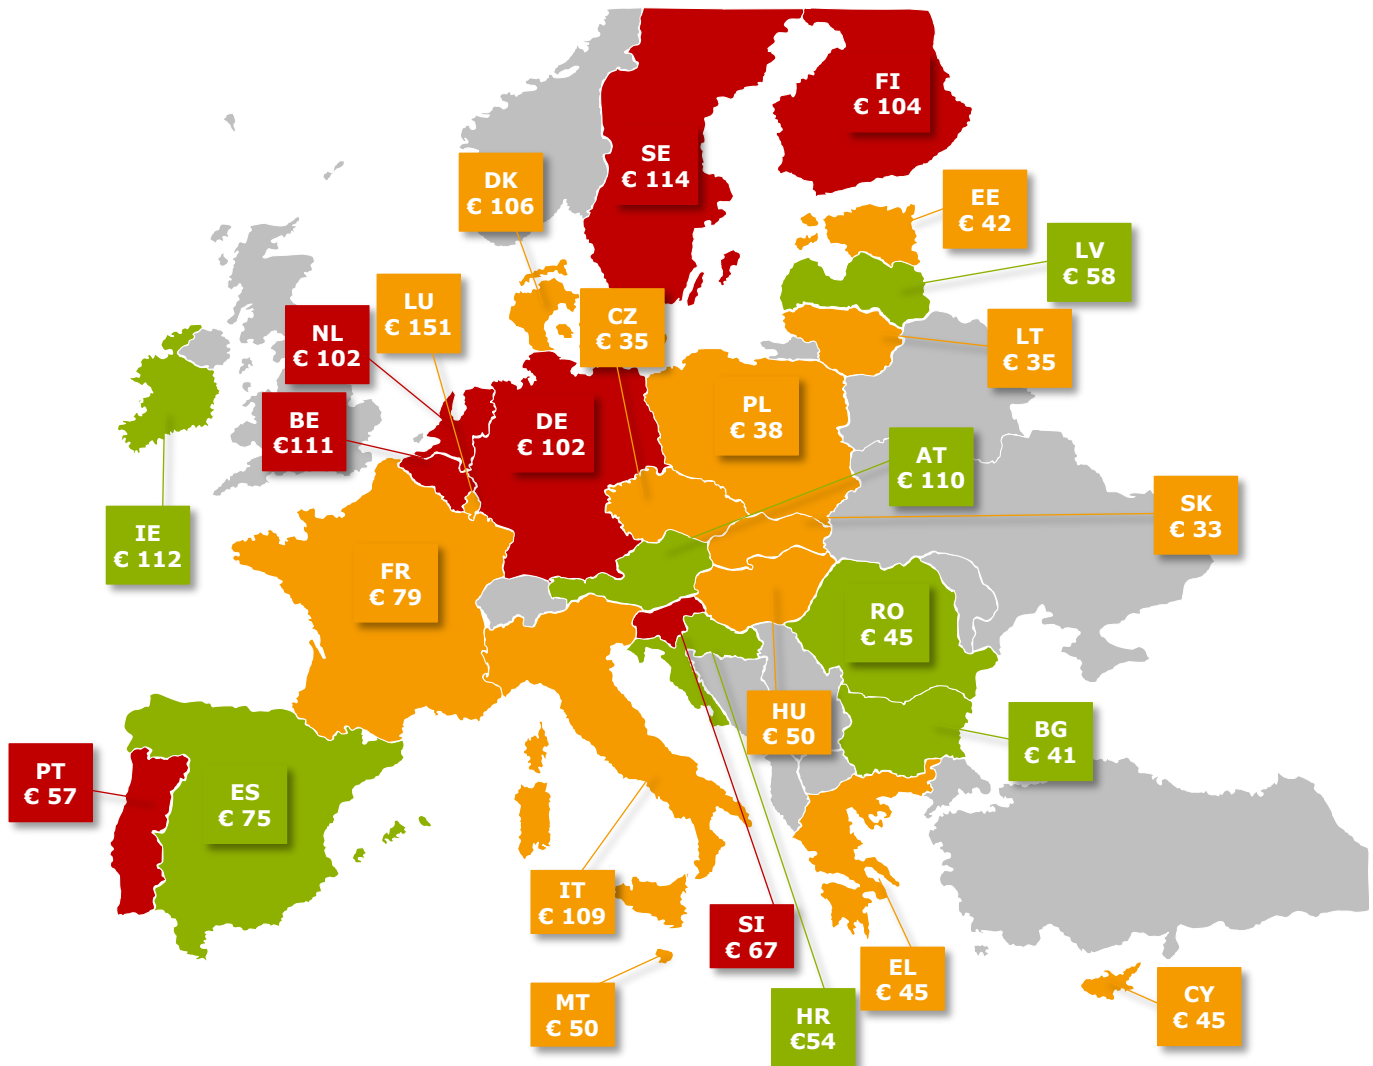 FI
€ 104
SE
€ 114
DK
€ 106
EE
€ 42
LV
€ 58
LU
€ 151
CZ
€ 35
NL
€ 102
LT
€ 35
BE
€111
DE
€ 102
PL
€ 38
AT
€ 110
SK
€ 33
IE
€ 112
FR
€ 79
RO
€ 45
HU
€ 50
BG
€ 41
PT
€ 57
ES
€ 75
IT
€ 109
SI
€ 67
EL
€ 45
CY
€ 45
MT
€ 50
HR
€54